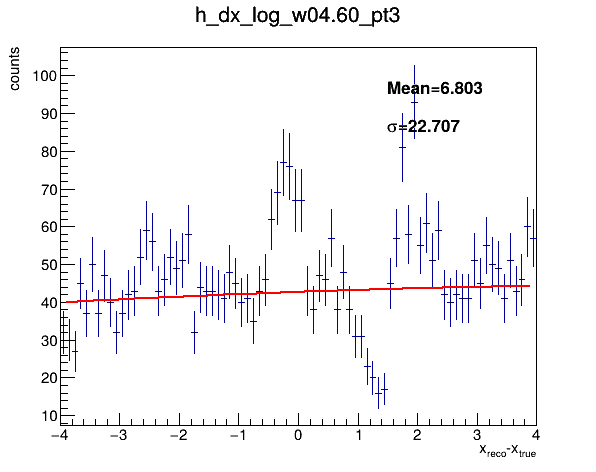 h_dx_log_w04.60_pt3
counts
Mean=6.803
σ=22.707
100
90
80
70
60
50
40
30
20
10
−4 −3 −2 −1 0 1 2 3 4
x_reco-x_true